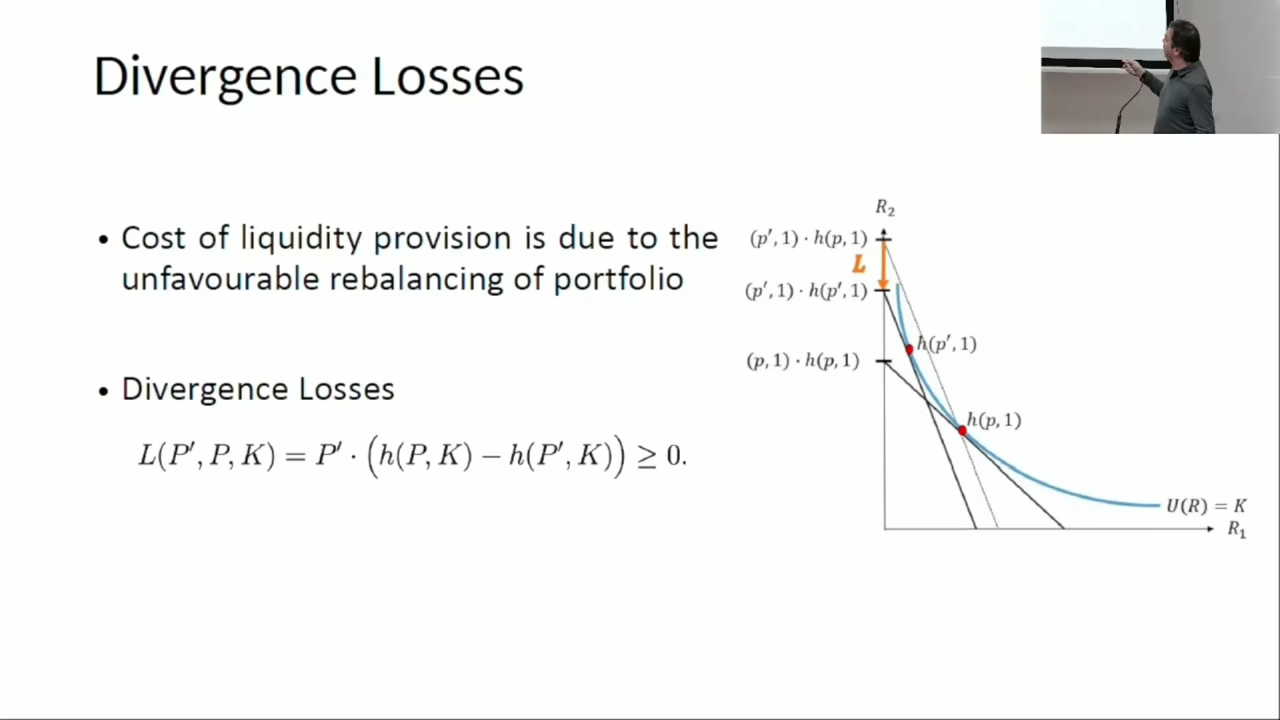 Divergence Losses
• Cost of liquidity provision is due to the
unfavourable rebalancing of portfolio
• Divergence Losses
L(P′, P, K) = P′ · (h(P, K) − h(P′, K)) ≥ 0.
R₂
(p′, 1) · h(p, 1)
L
(p′, 1) · h(p′, 1)
h(p′, 1)
(p, 1) · h(p, 1)
h(p, 1)
U(R) = K
R₁